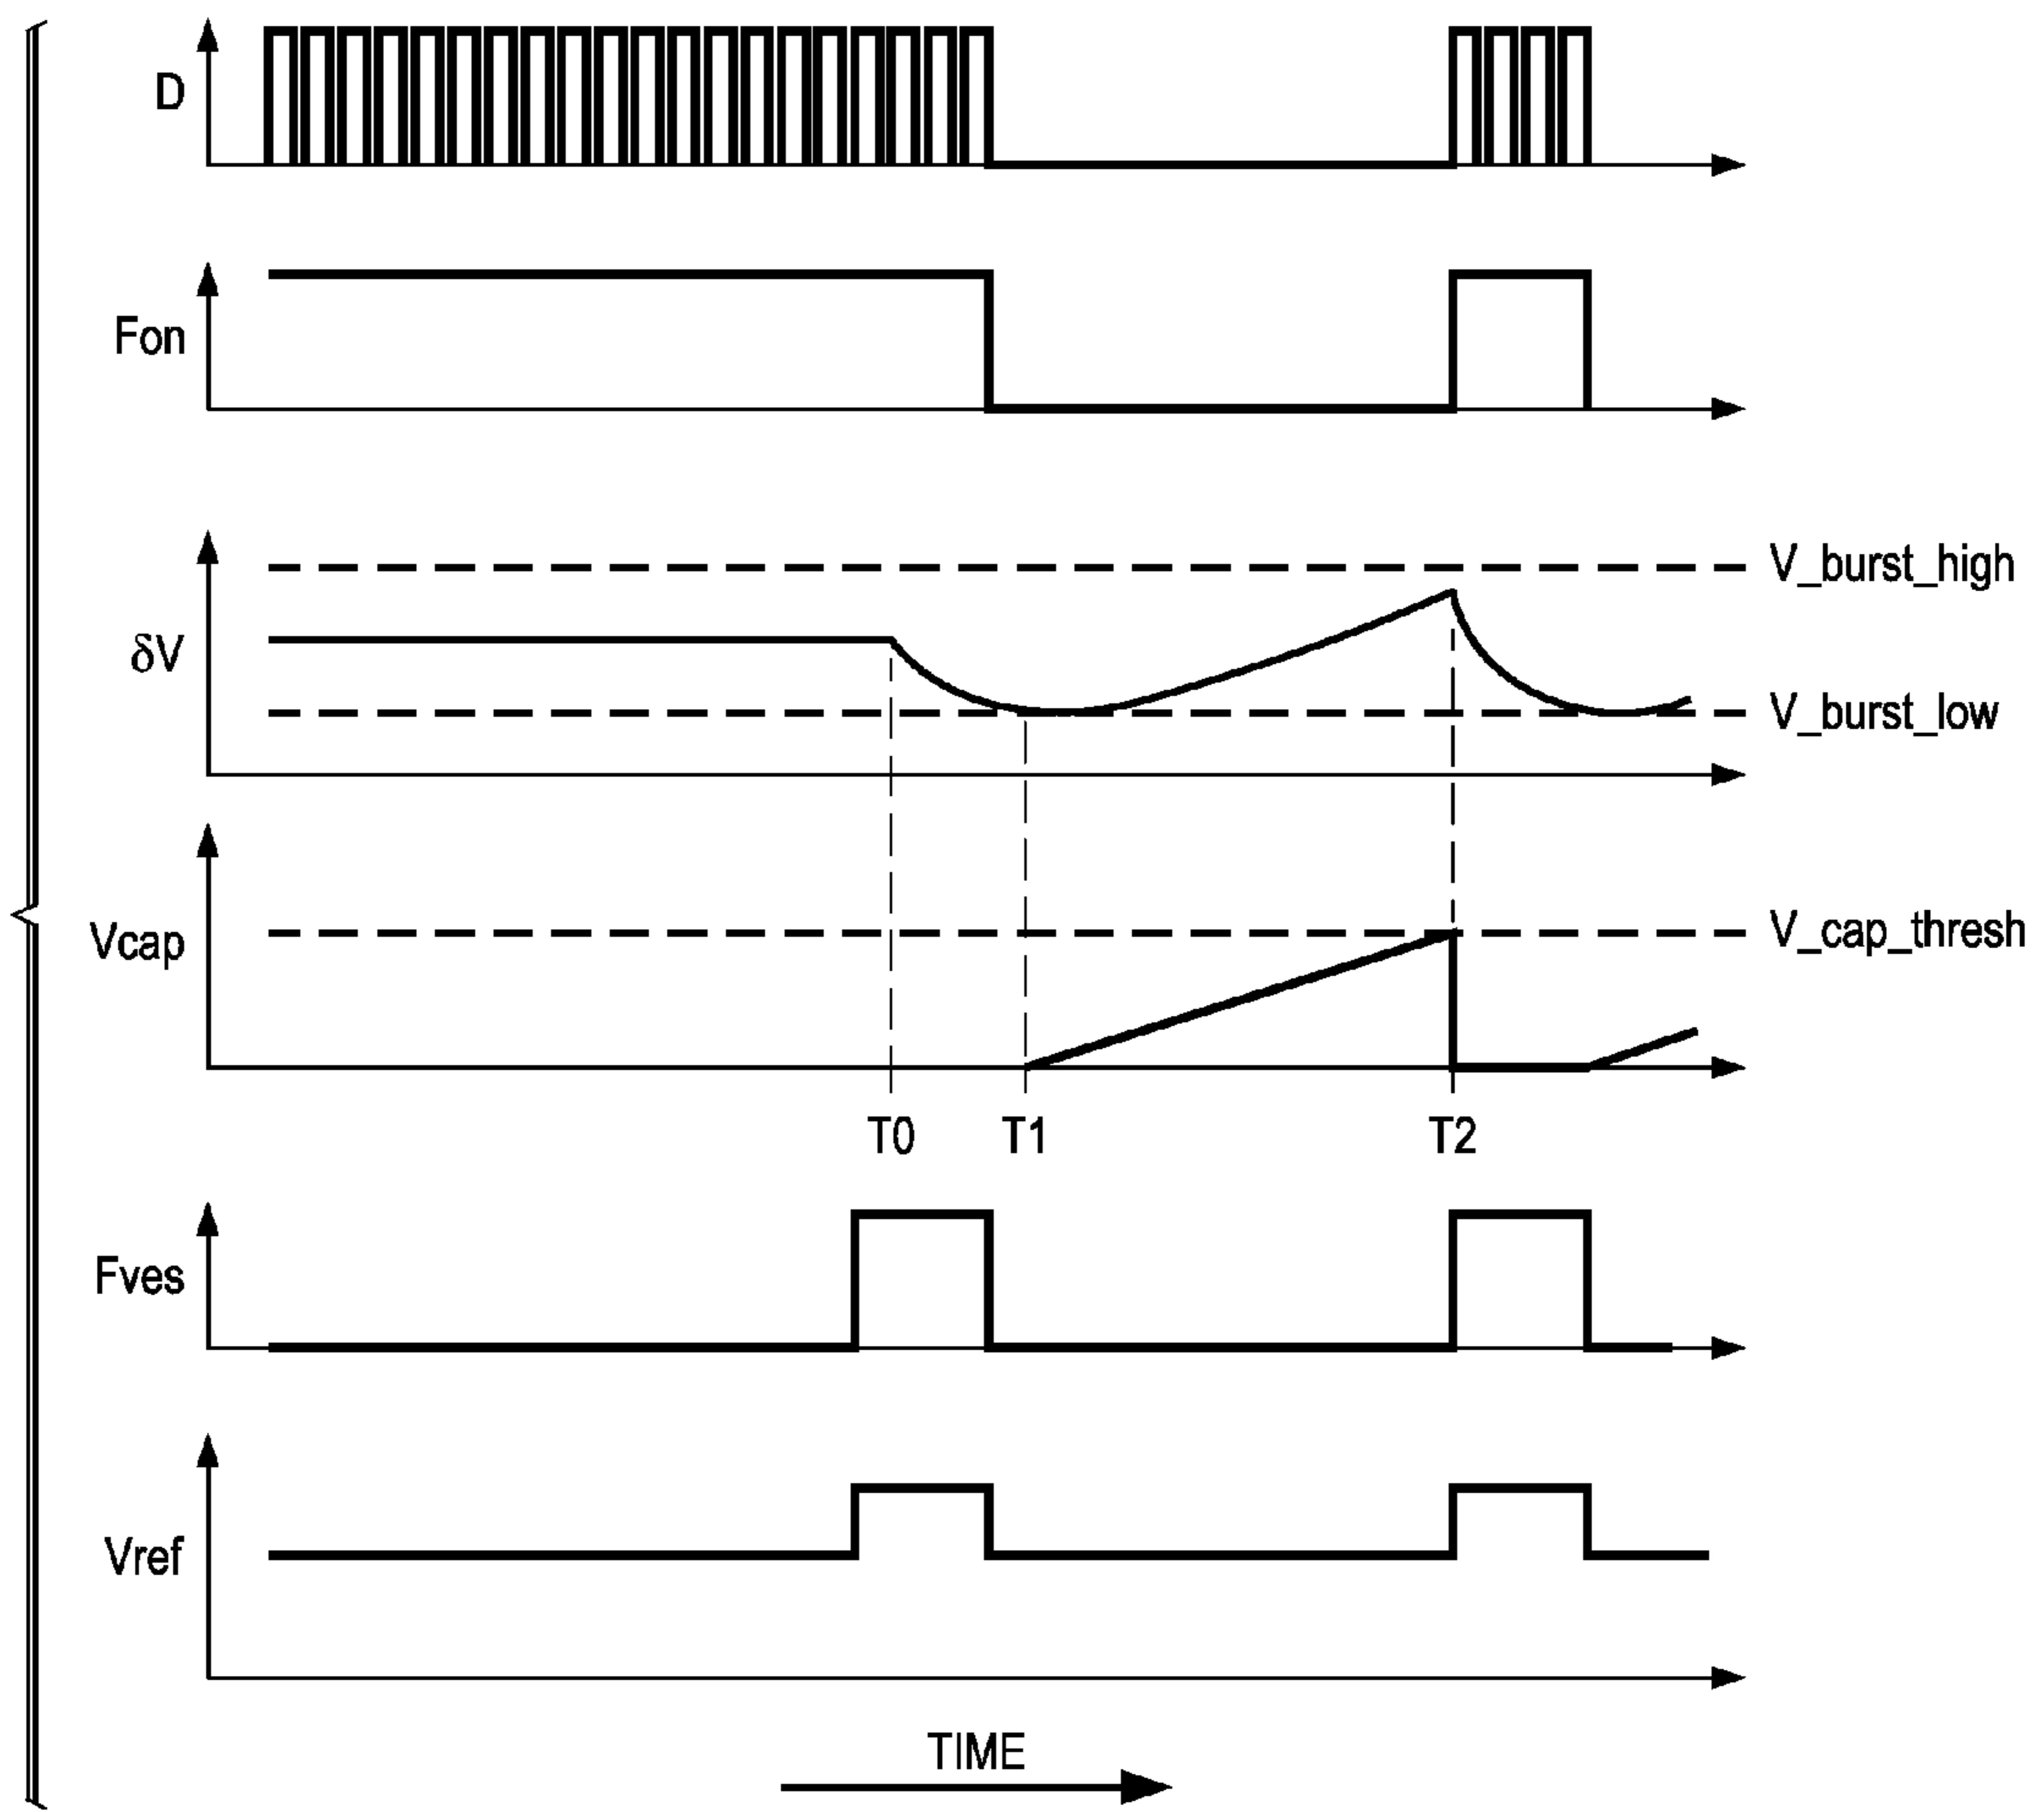 D
Fon
V_burst_high
δV
V_burst_low
Vcap
V_cap_thresh
T0 T1 T2
Fves
Vref
TIME